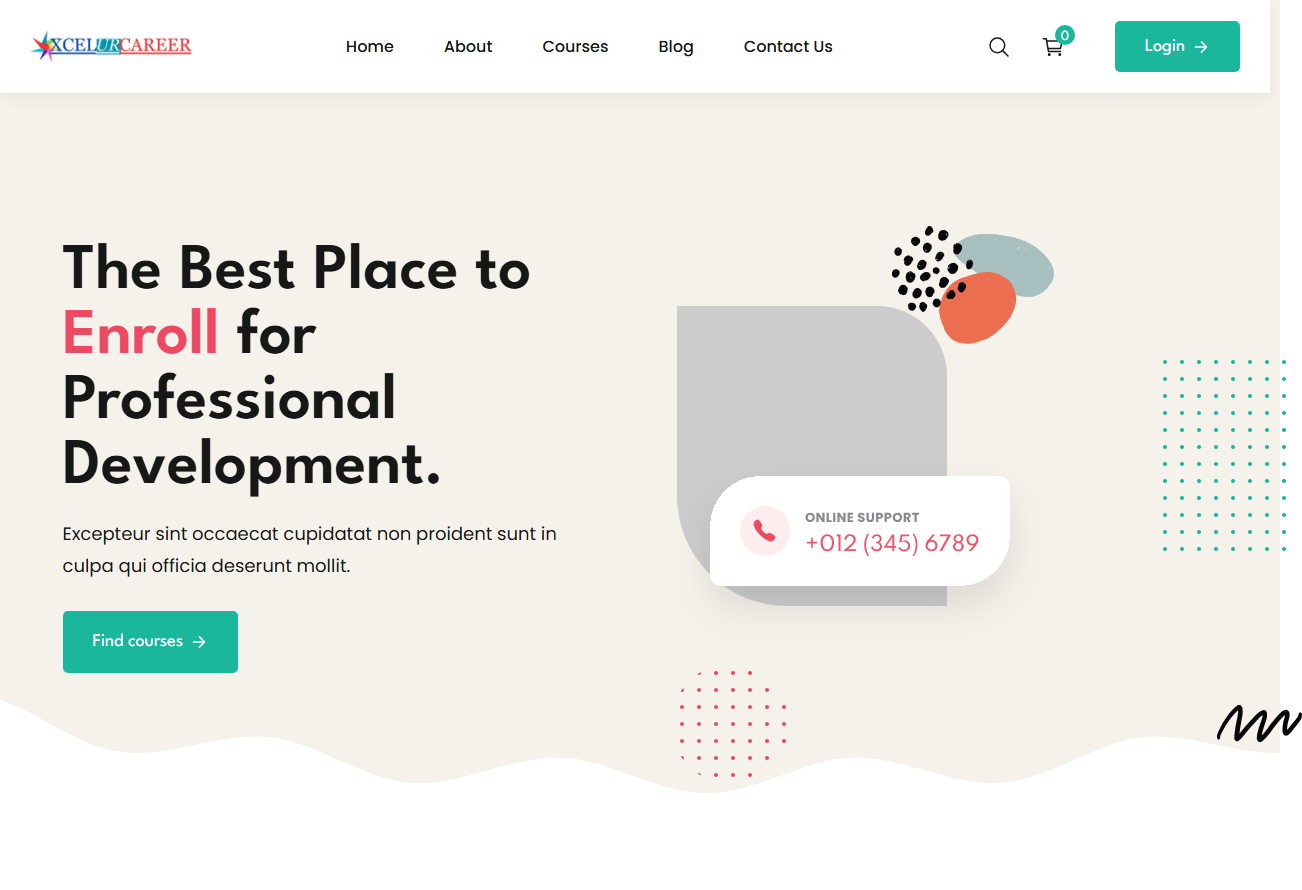 XCELURCAREER
Home
About
Courses
Blog
Contact Us
0
Login
The Best Place to
Enroll for
Professional
Development.
Excepteur sint occaecat cupidatat non proident sunt in
culpa qui officia deserunt mollit.
Find courses
ONLINE SUPPORT
+012 (345) 6789